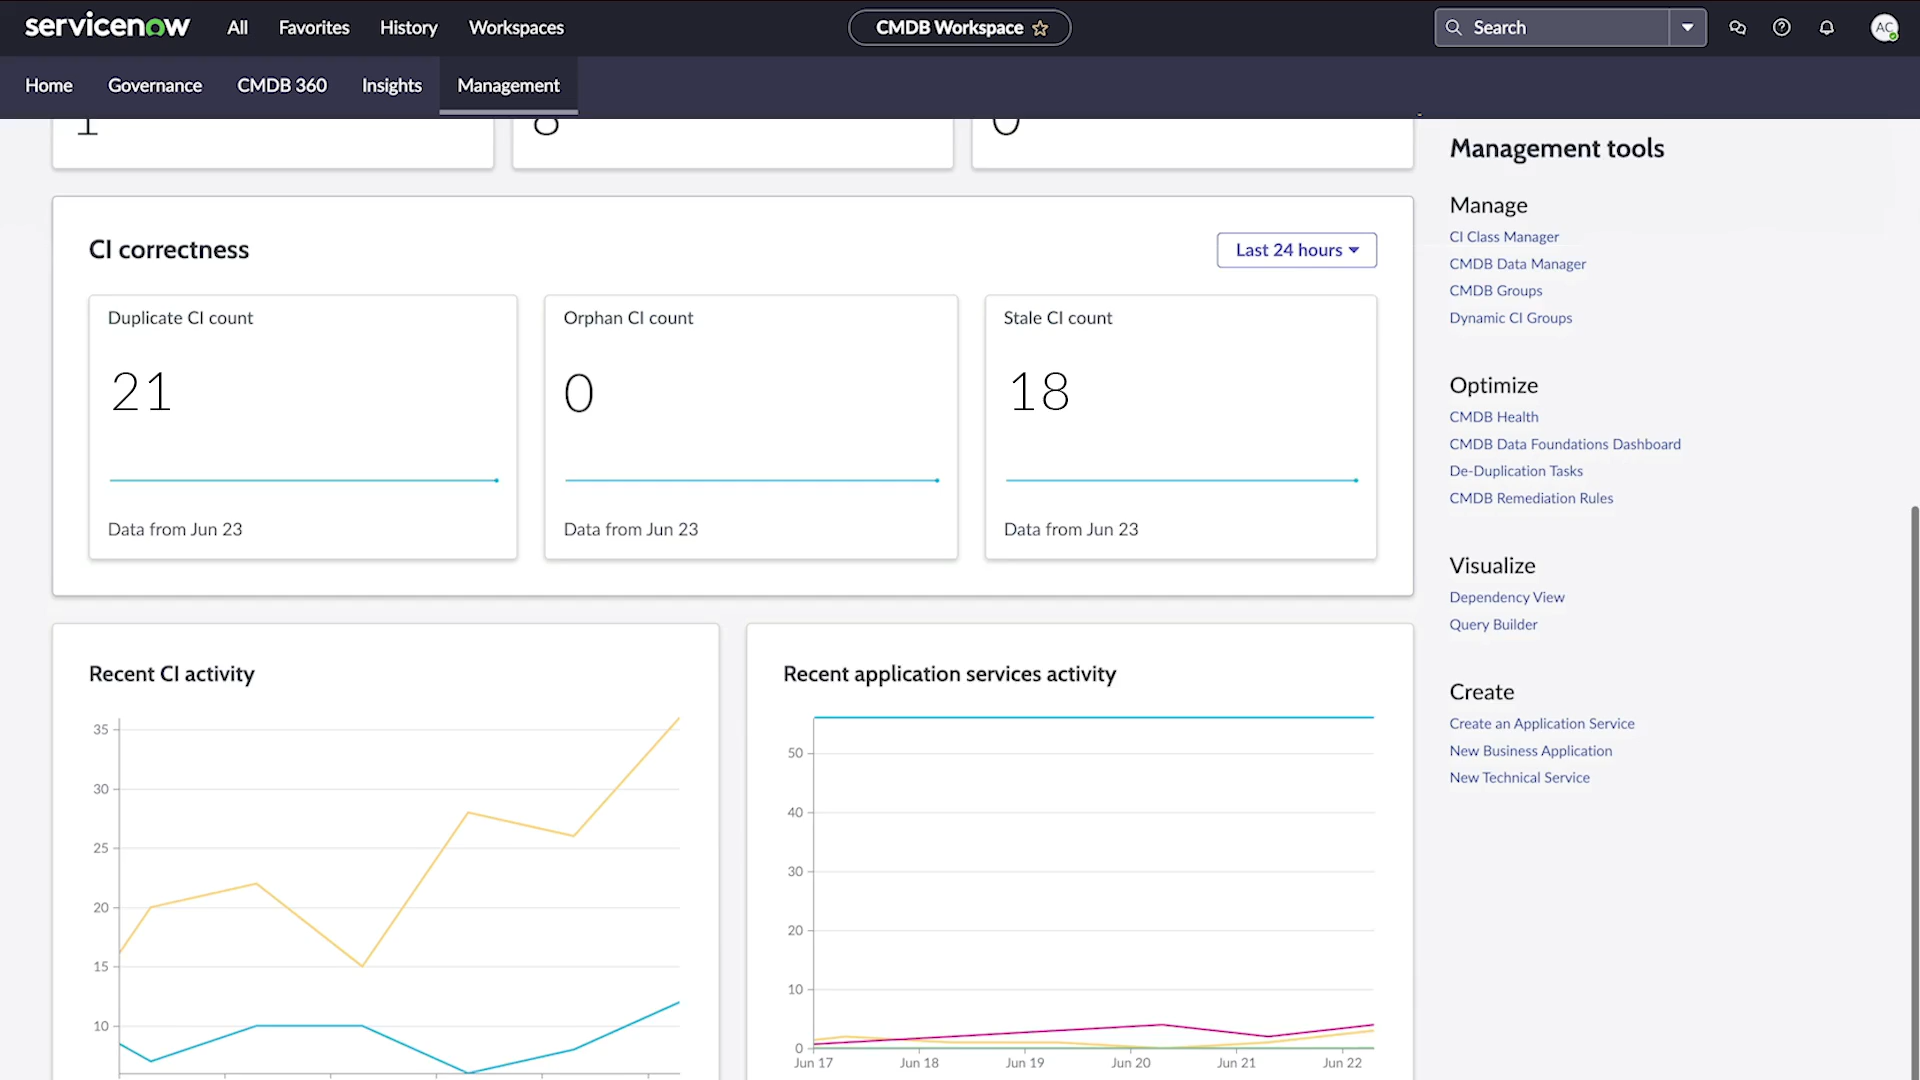 servicenow
All
Favorites
History
Workspaces
CMDB Workspace
Search
AC
Home
Governance
CMDB 360
Insights
Management
CI correctness
Last 24 hours
Duplicate CI count
21
Data from Jun 23
Orphan CI count
0
Data from Jun 23
Stale CI count
18
Data from Jun 23
Recent CI activity
35
30
25
20
15
10
Recent application services activity
50
40
30
20
10
0
Jun 17
Jun 18
Jun 19
Jun 20
Jun 21
Jun 22
Management tools
Manage
CI Class Manager
CMDB Data Manager
CMDB Groups
Dynamic CI Groups
Optimize
CMDB Health
CMDB Data Foundations Dashboard
De-Duplication Tasks
CMDB Remediation Rules
Visualize
Dependency View
Query Builder
Create
Create an Application Service
New Business Application
New Technical Service